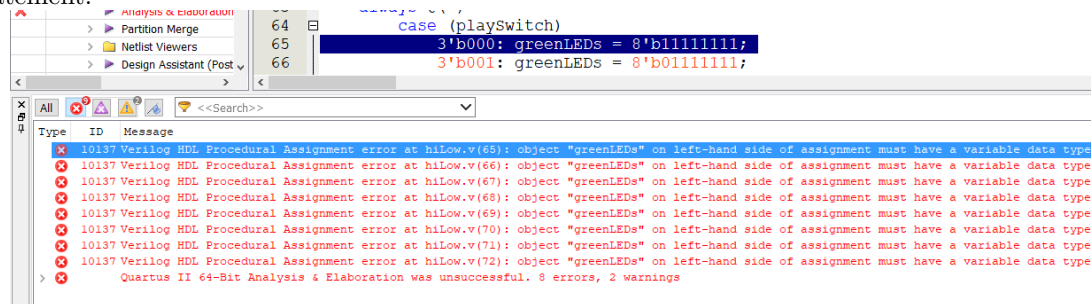 Analysis & Elaboration
Partition Merge
64 case (playSwitch)
Netlist Viewers
65 3'b000: greenLEDs = 8'b11111111;
Design Assistant (Post
66 3'b001: greenLEDs = 8'b01111111;
All 9 2 <<Search>>
Type ID Message
10137 Verilog HDL Procedural Assignment error at hiLow.v(65): object "greenLEDs" on left-hand side of assignment must have a variable data type
10137 Verilog HDL Procedural Assignment error at hiLow.v(66): object "greenLEDs" on left-hand side of assignment must have a variable data type
10137 Verilog HDL Procedural Assignment error at hiLow.v(67): object "greenLEDs" on left-hand side of assignment must have a variable data type
10137 Verilog HDL Procedural Assignment error at hiLow.v(68): object "greenLEDs" on left-hand side of assignment must have a variable data type
10137 Verilog HDL Procedural Assignment error at hiLow.v(69): object "greenLEDs" on left-hand side of assignment must have a variable data type
10137 Verilog HDL Procedural Assignment error at hiLow.v(70): object "greenLEDs" on left-hand side of assignment must have a variable data type
10137 Verilog HDL Procedural Assignment error at hiLow.v(71): object "greenLEDs" on left-hand side of assignment must have a variable data type
10137 Verilog HDL Procedural Assignment error at hiLow.v(72): object "greenLEDs" on left-hand side of assignment must have a variable data type
Quartus II 64-Bit Analysis & Elaboration was unsuccessful. 8 errors, 2 warnings